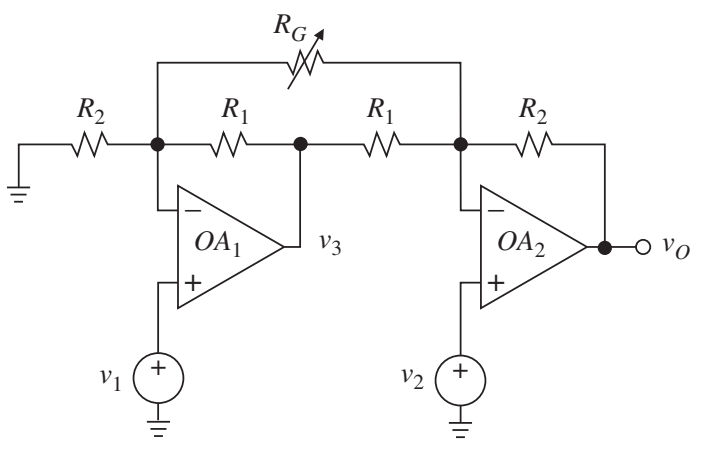 R_G
R_2 R_1 R_1 R_2
− −
OA_1 v_3 OA_2 v_O
+ +
v_1 + v_2 +